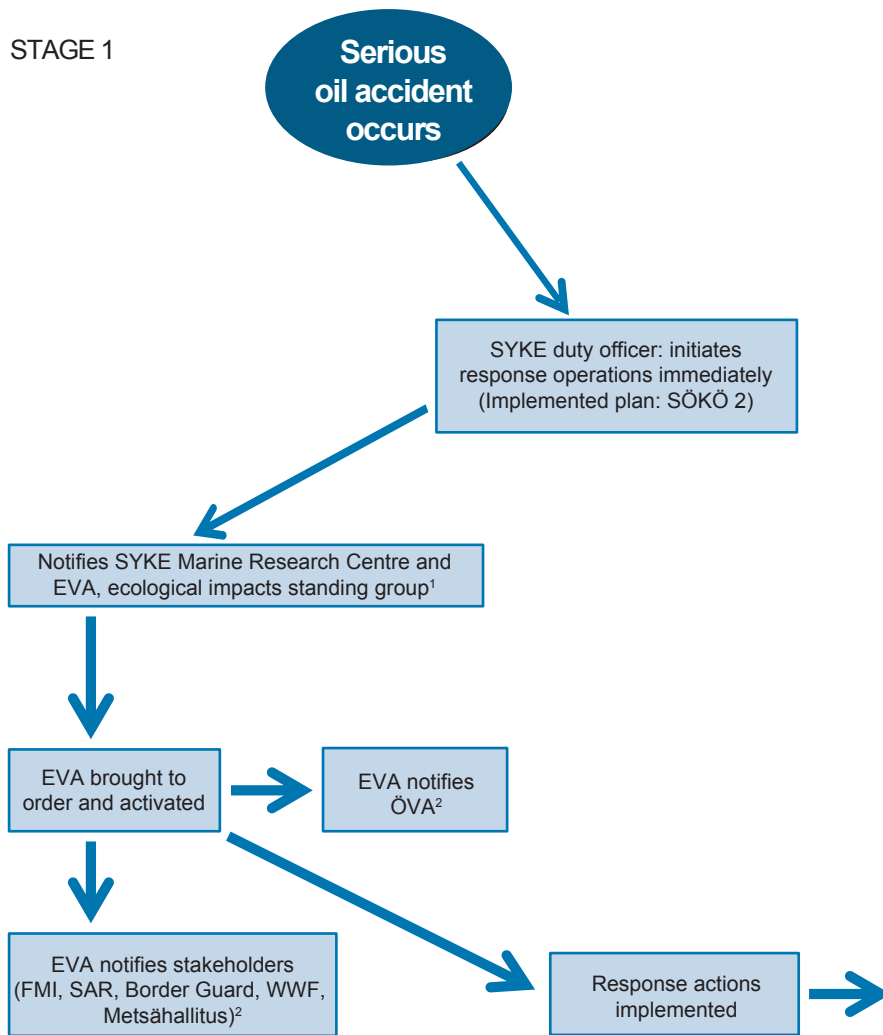 STAGE 1
Serious
oil accident
occurs
SYKE duty officer: initiates
response operations immediately
(Implemented plan: SÖKÖ 2)
Notifies SYKE Marine Research Centre and
EVA, ecological impacts standing group¹
EVA brought to
order and activated
EVA notifies
ÖVA²
EVA notifies stakeholders
(FMI, SAR, Border Guard, WWF,
Metsähallitus)²
Response actions
implemented